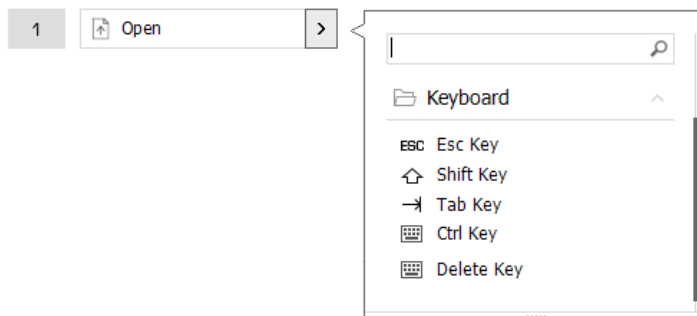 1
Open
Keyboard
ESC Esc Key
Shift Key
Tab Key
Ctrl Key
Delete Key